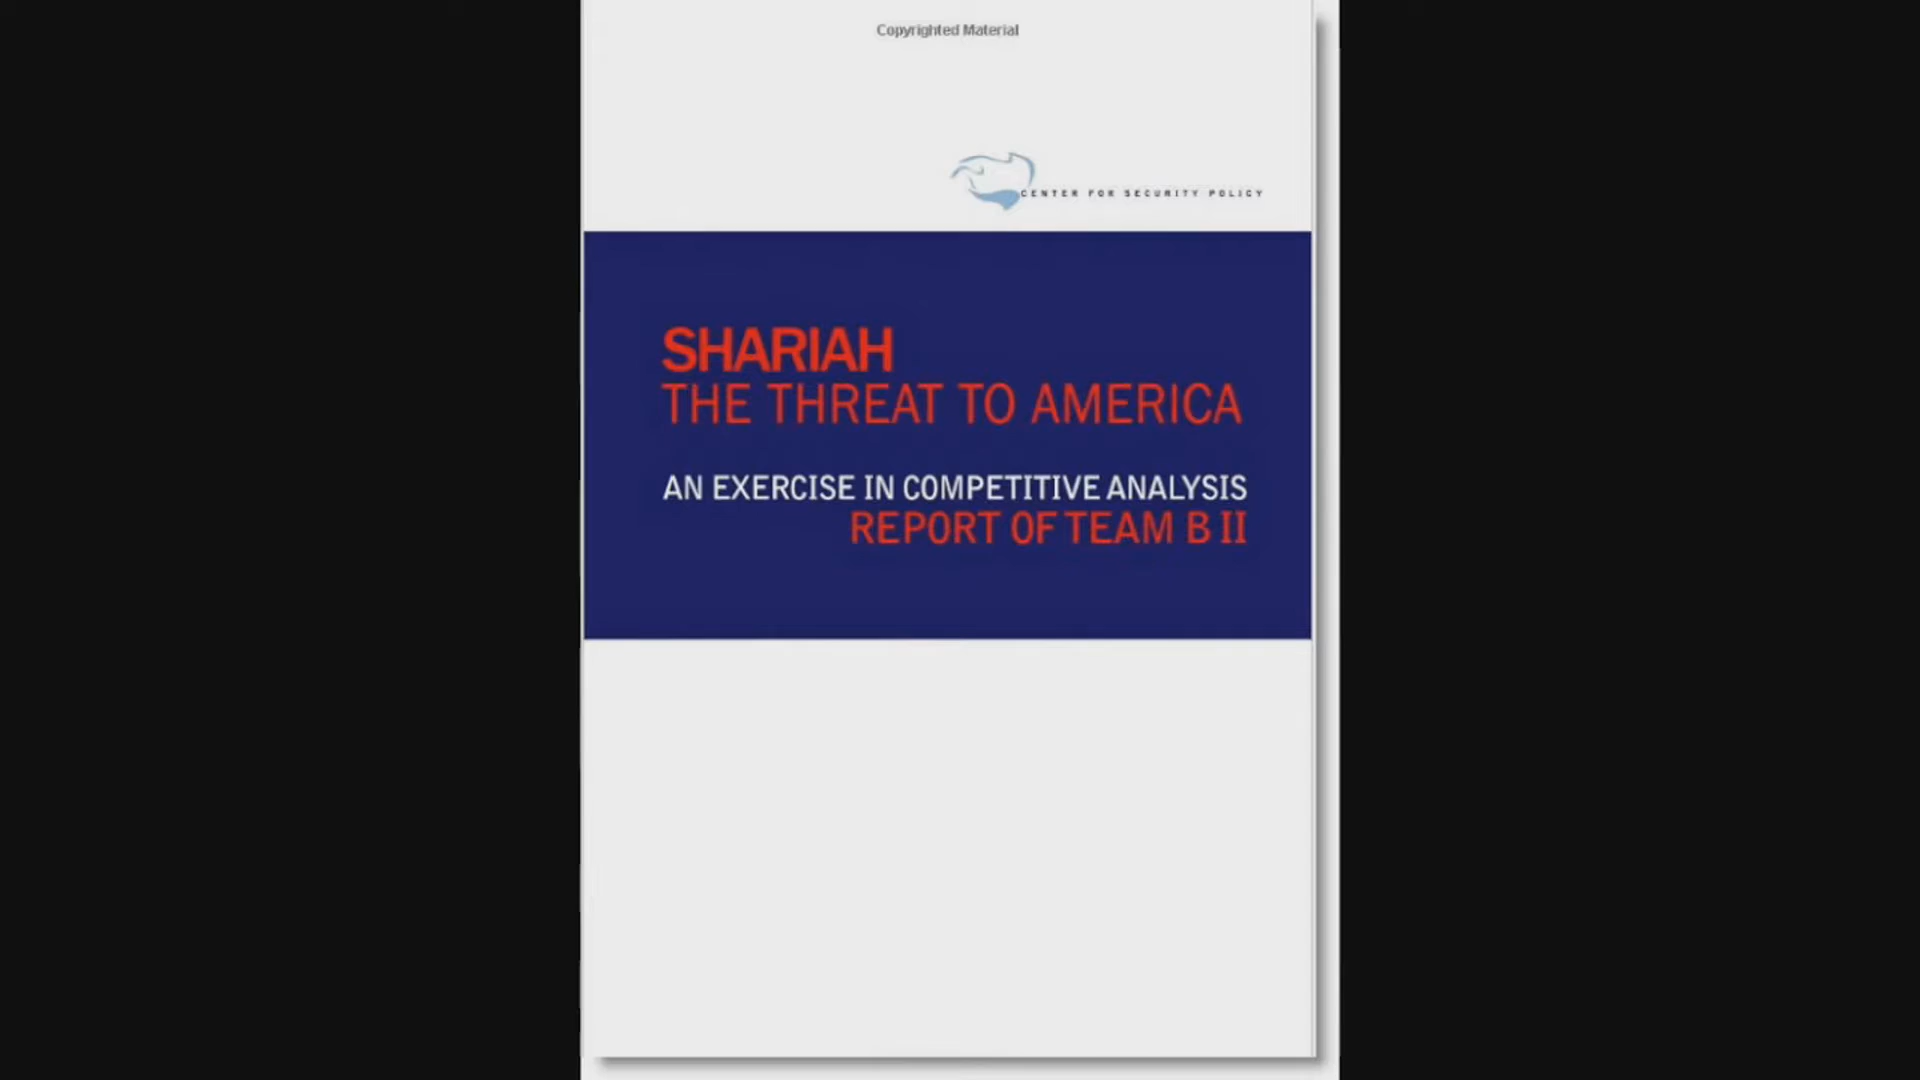 Copyrighted Material
CENTER FOR SECURITY POLICY
SHARIAH
THE THREAT TO AMERICA
AN EXERCISE IN COMPETITIVE ANALYSIS
REPORT OF TEAM B II